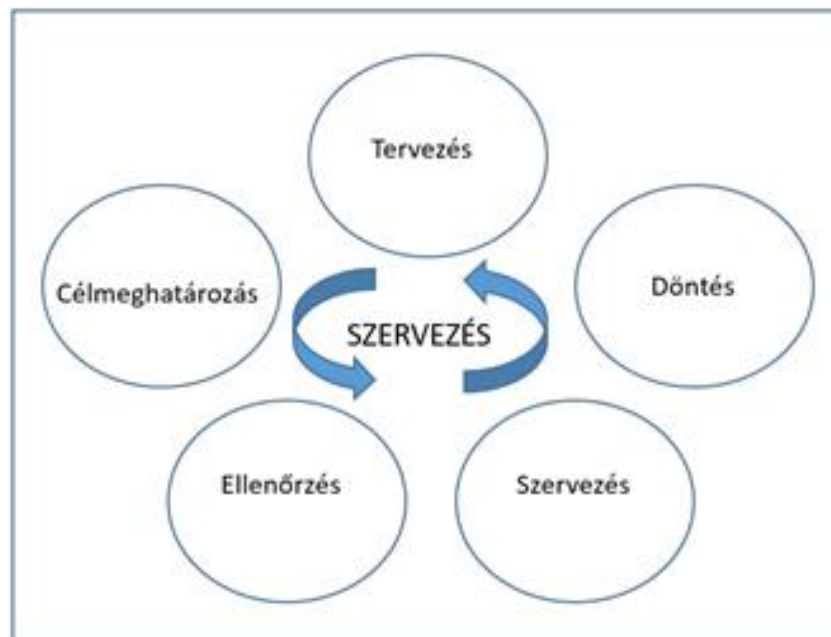 Tervezés
Célmeghatározás
Döntés
SZERVEZÉS
Ellenőrzés
Szervezés